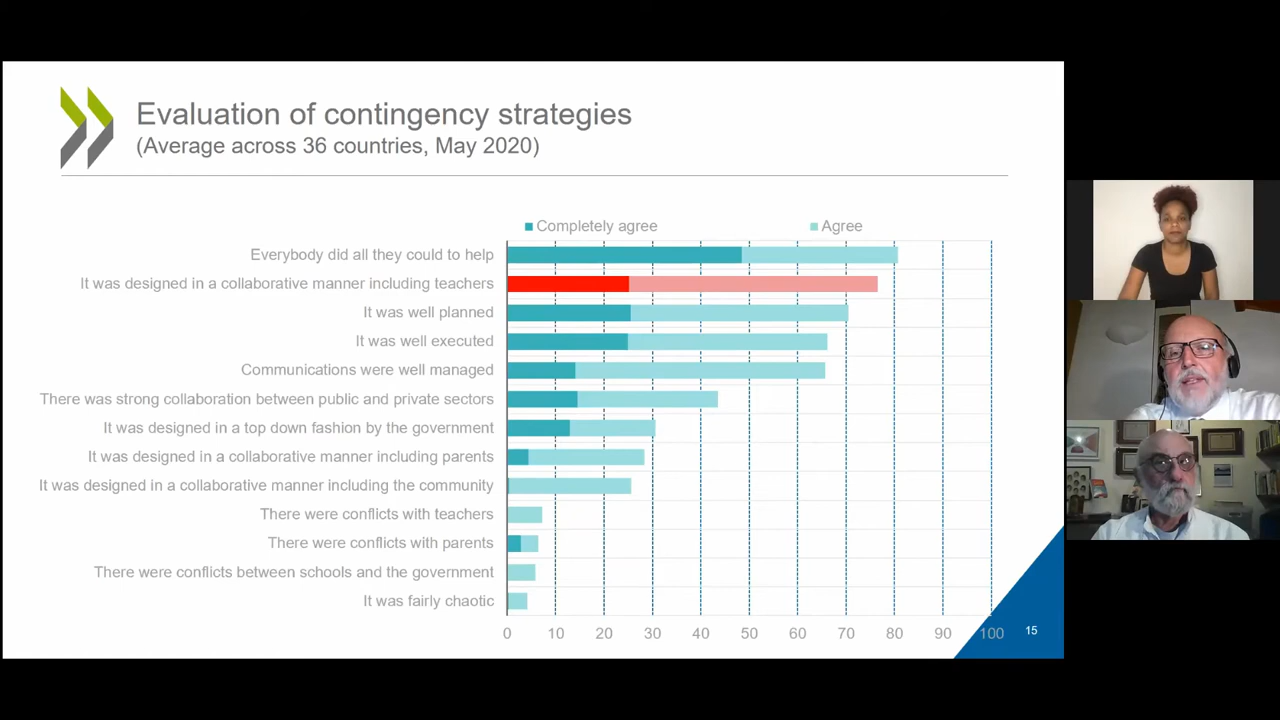 Evaluation of contingency strategies
(Average across 36 countries, May 2020)
Completely agree
Agree
Everybody did all they could to help
It was designed in a collaborative manner including teachers
It was well planned
It was well executed
Communications were well managed
There was strong collaboration between public and private sectors
It was designed in a top down fashion by the government
It was designed in a collaborative manner including parents
It was designed in a collaborative manner including the community
There were conflicts with teachers
There were conflicts with parents
There were conflicts between schools and the government
It was fairly chaotic
0 10 20 30 40 50 60 70 80 90 100
15